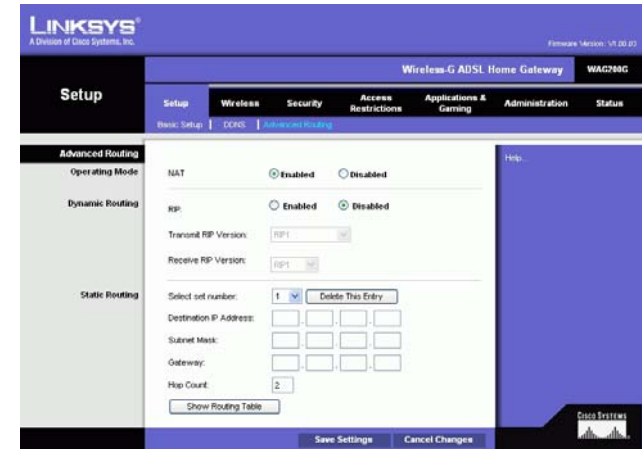 LINKSYS®
A Division of Cisco Systems, Inc.
Firmware Version: V1.00.03
Wireless-G ADSL Home Gateway WAG200G
Setup
Setup Wireless Security Access Restrictions Applications & Gaming Administration Status
Basic Setup | DDNS | Advanced Routing
Advanced Routing
Help...
Operating Mode NAT Enabled Disabled
Dynamic Routing RIP: Enabled Disabled
Transmit RIP Version: RIP1
Receive RIP Version: RIP1
Static Routing Select set number: 1 Delete This Entry
Destination IP Address:
Subnet Mask:
Gateway:
Hop Count: 2
Show Routing Table
Save Settings Cancel Changes
CISCO SYSTEMS